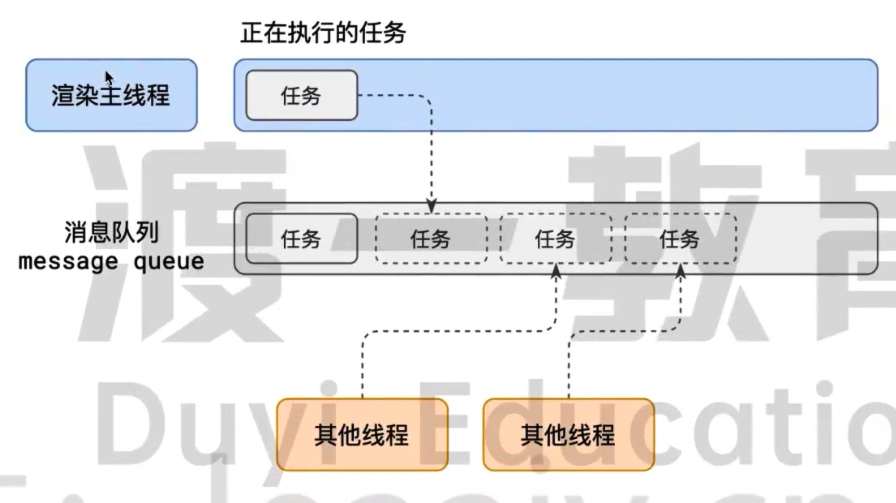 正在执行的任务
渲染主线程
任务
消息队列
message queue
任务
任务
任务
任务
其他线程
其他线程
渡一教育
Duyi Educatio